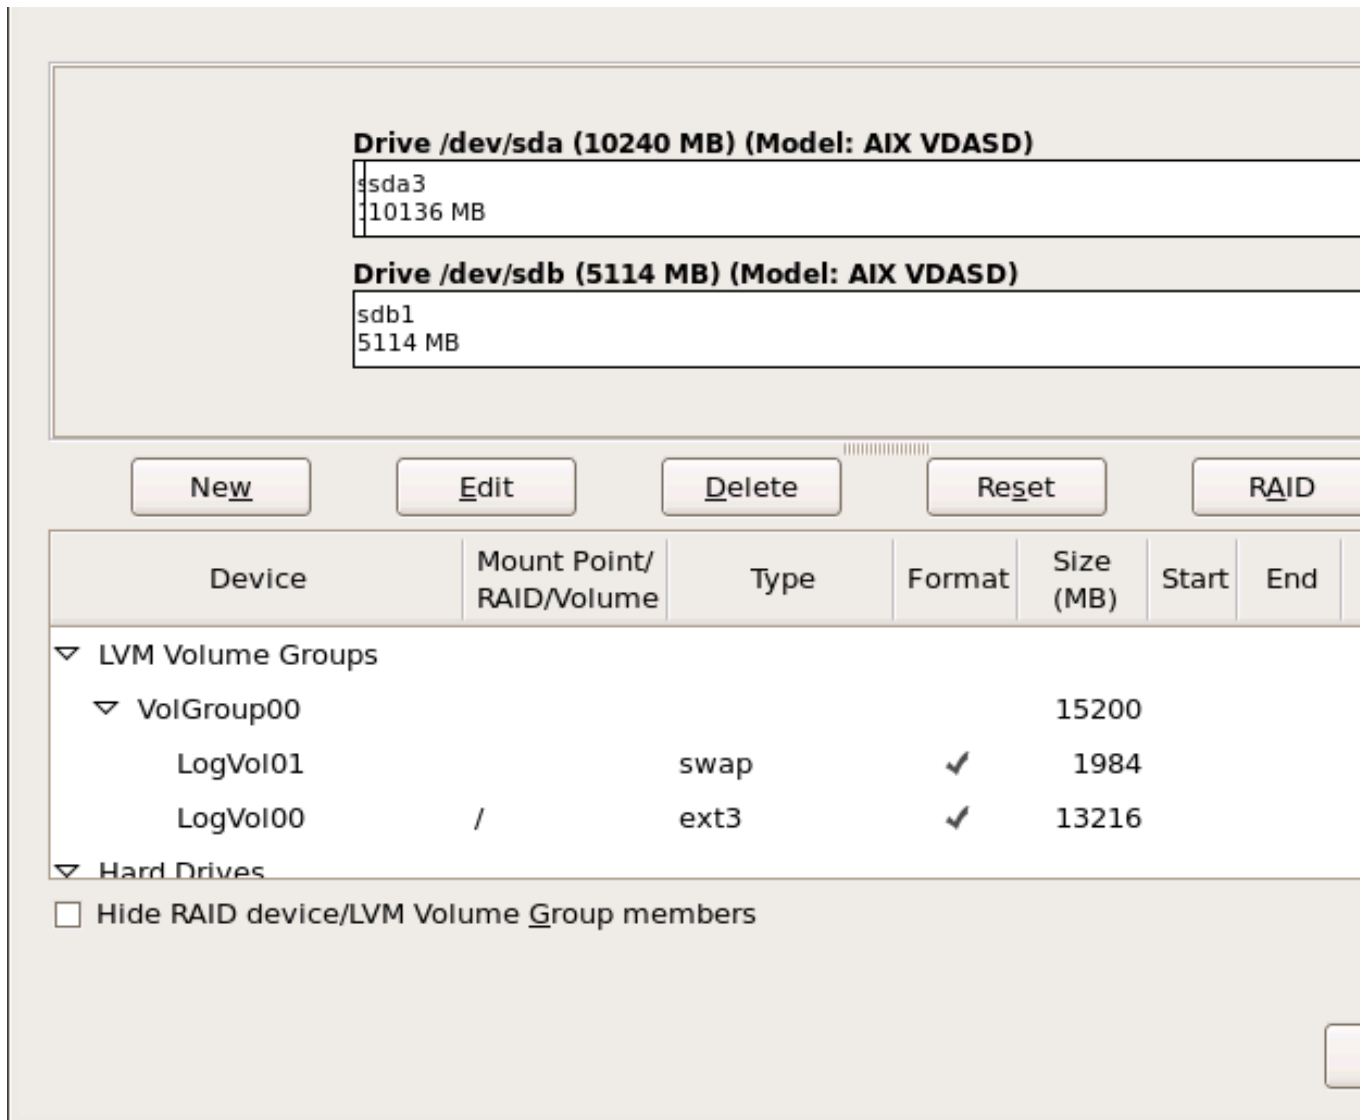 Drive /dev/sda (10240 MB) (Model: AIX VDASD)
sda3
10136 MB
Drive /dev/sdb (5114 MB) (Model: AIX VDASD)
sdb1
5114 MB
New Edit Delete Reset RAID
Device Mount Point/ RAID/Volume Type Format Size (MB) Start End
LVM Volume Groups
VolGroup00 15200
LogVol01 swap 1984
LogVol00 / ext3 13216
Hard Drives
Hide RAID device/LVM Volume Group members